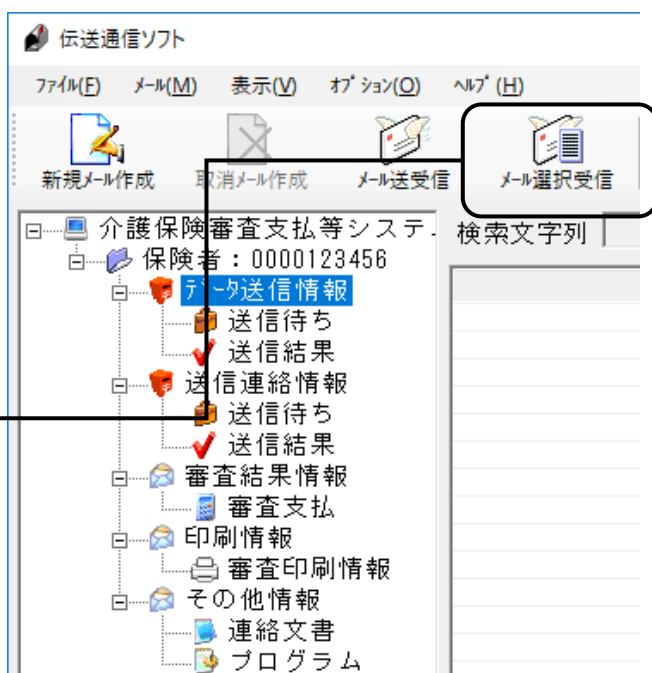 伝送通信ソフト
ﾌｧｲﾙ(F) ﾒｰﾙ(M) 表示(V) ｵﾌﾟｼｮﾝ(O) ﾍﾙﾌﾟ(H)
新規ﾒｰﾙ作成 取消ﾒｰﾙ作成 ﾒｰﾙ送受信 ﾒｰﾙ選択受信
介護保険審査支払等システ 検索文字列
保険者：0000123456
ﾃﾞｰﾀ送信情報
送信待ち
送信結果
送信連絡情報
送信待ち
送信結果
審査結果情報
審査支払
印刷情報
審査印刷情報
その他情報
連絡文書
プログラム